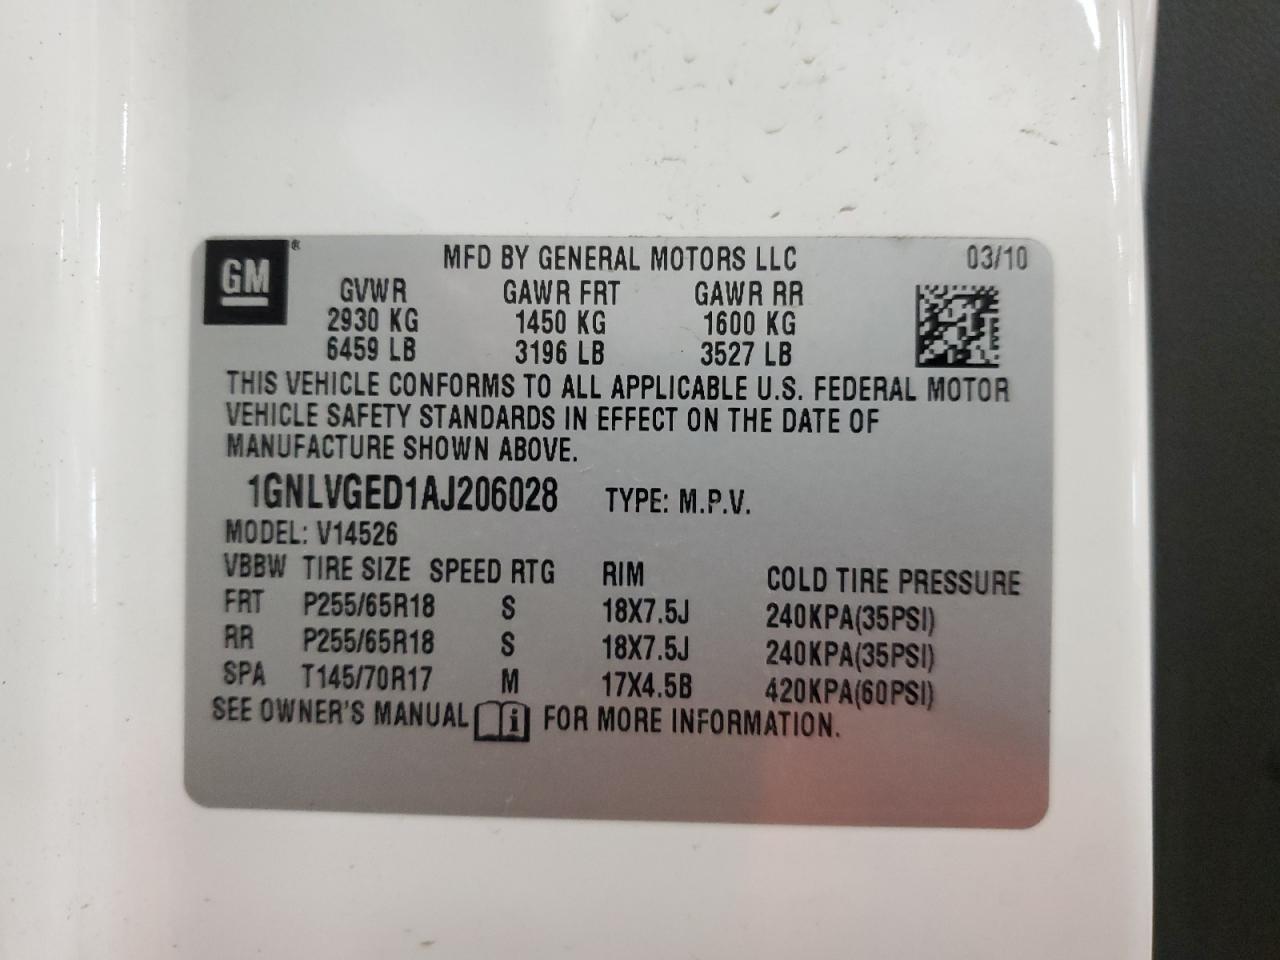 GM ® MFD BY GENERAL MOTORS LLC 03/10
GVWR GAWR FRT GAWR RR
2930 KG 1450 KG 1600 KG
6459 LB 3196 LB 3527 LB
THIS VEHICLE CONFORMS TO ALL APPLICABLE U.S. FEDERAL MOTOR
VEHICLE SAFETY STANDARDS IN EFFECT ON THE DATE OF
MANUFACTURE SHOWN ABOVE.
1GNLVGED1AJ206028 TYPE: M.P.V.
MODEL: V14526
VBBW TIRE SIZE SPEED RTG RIM COLD TIRE PRESSURE
FRT P255/65R18 S 18X7.5J 240KPA(35PSI)
RR P255/65R18 S 18X7.5J 240KPA(35PSI)
SPA T145/70R17 M 17X4.5B 420KPA(60PSI)
SEE OWNER'S MANUAL i FOR MORE INFORMATION.